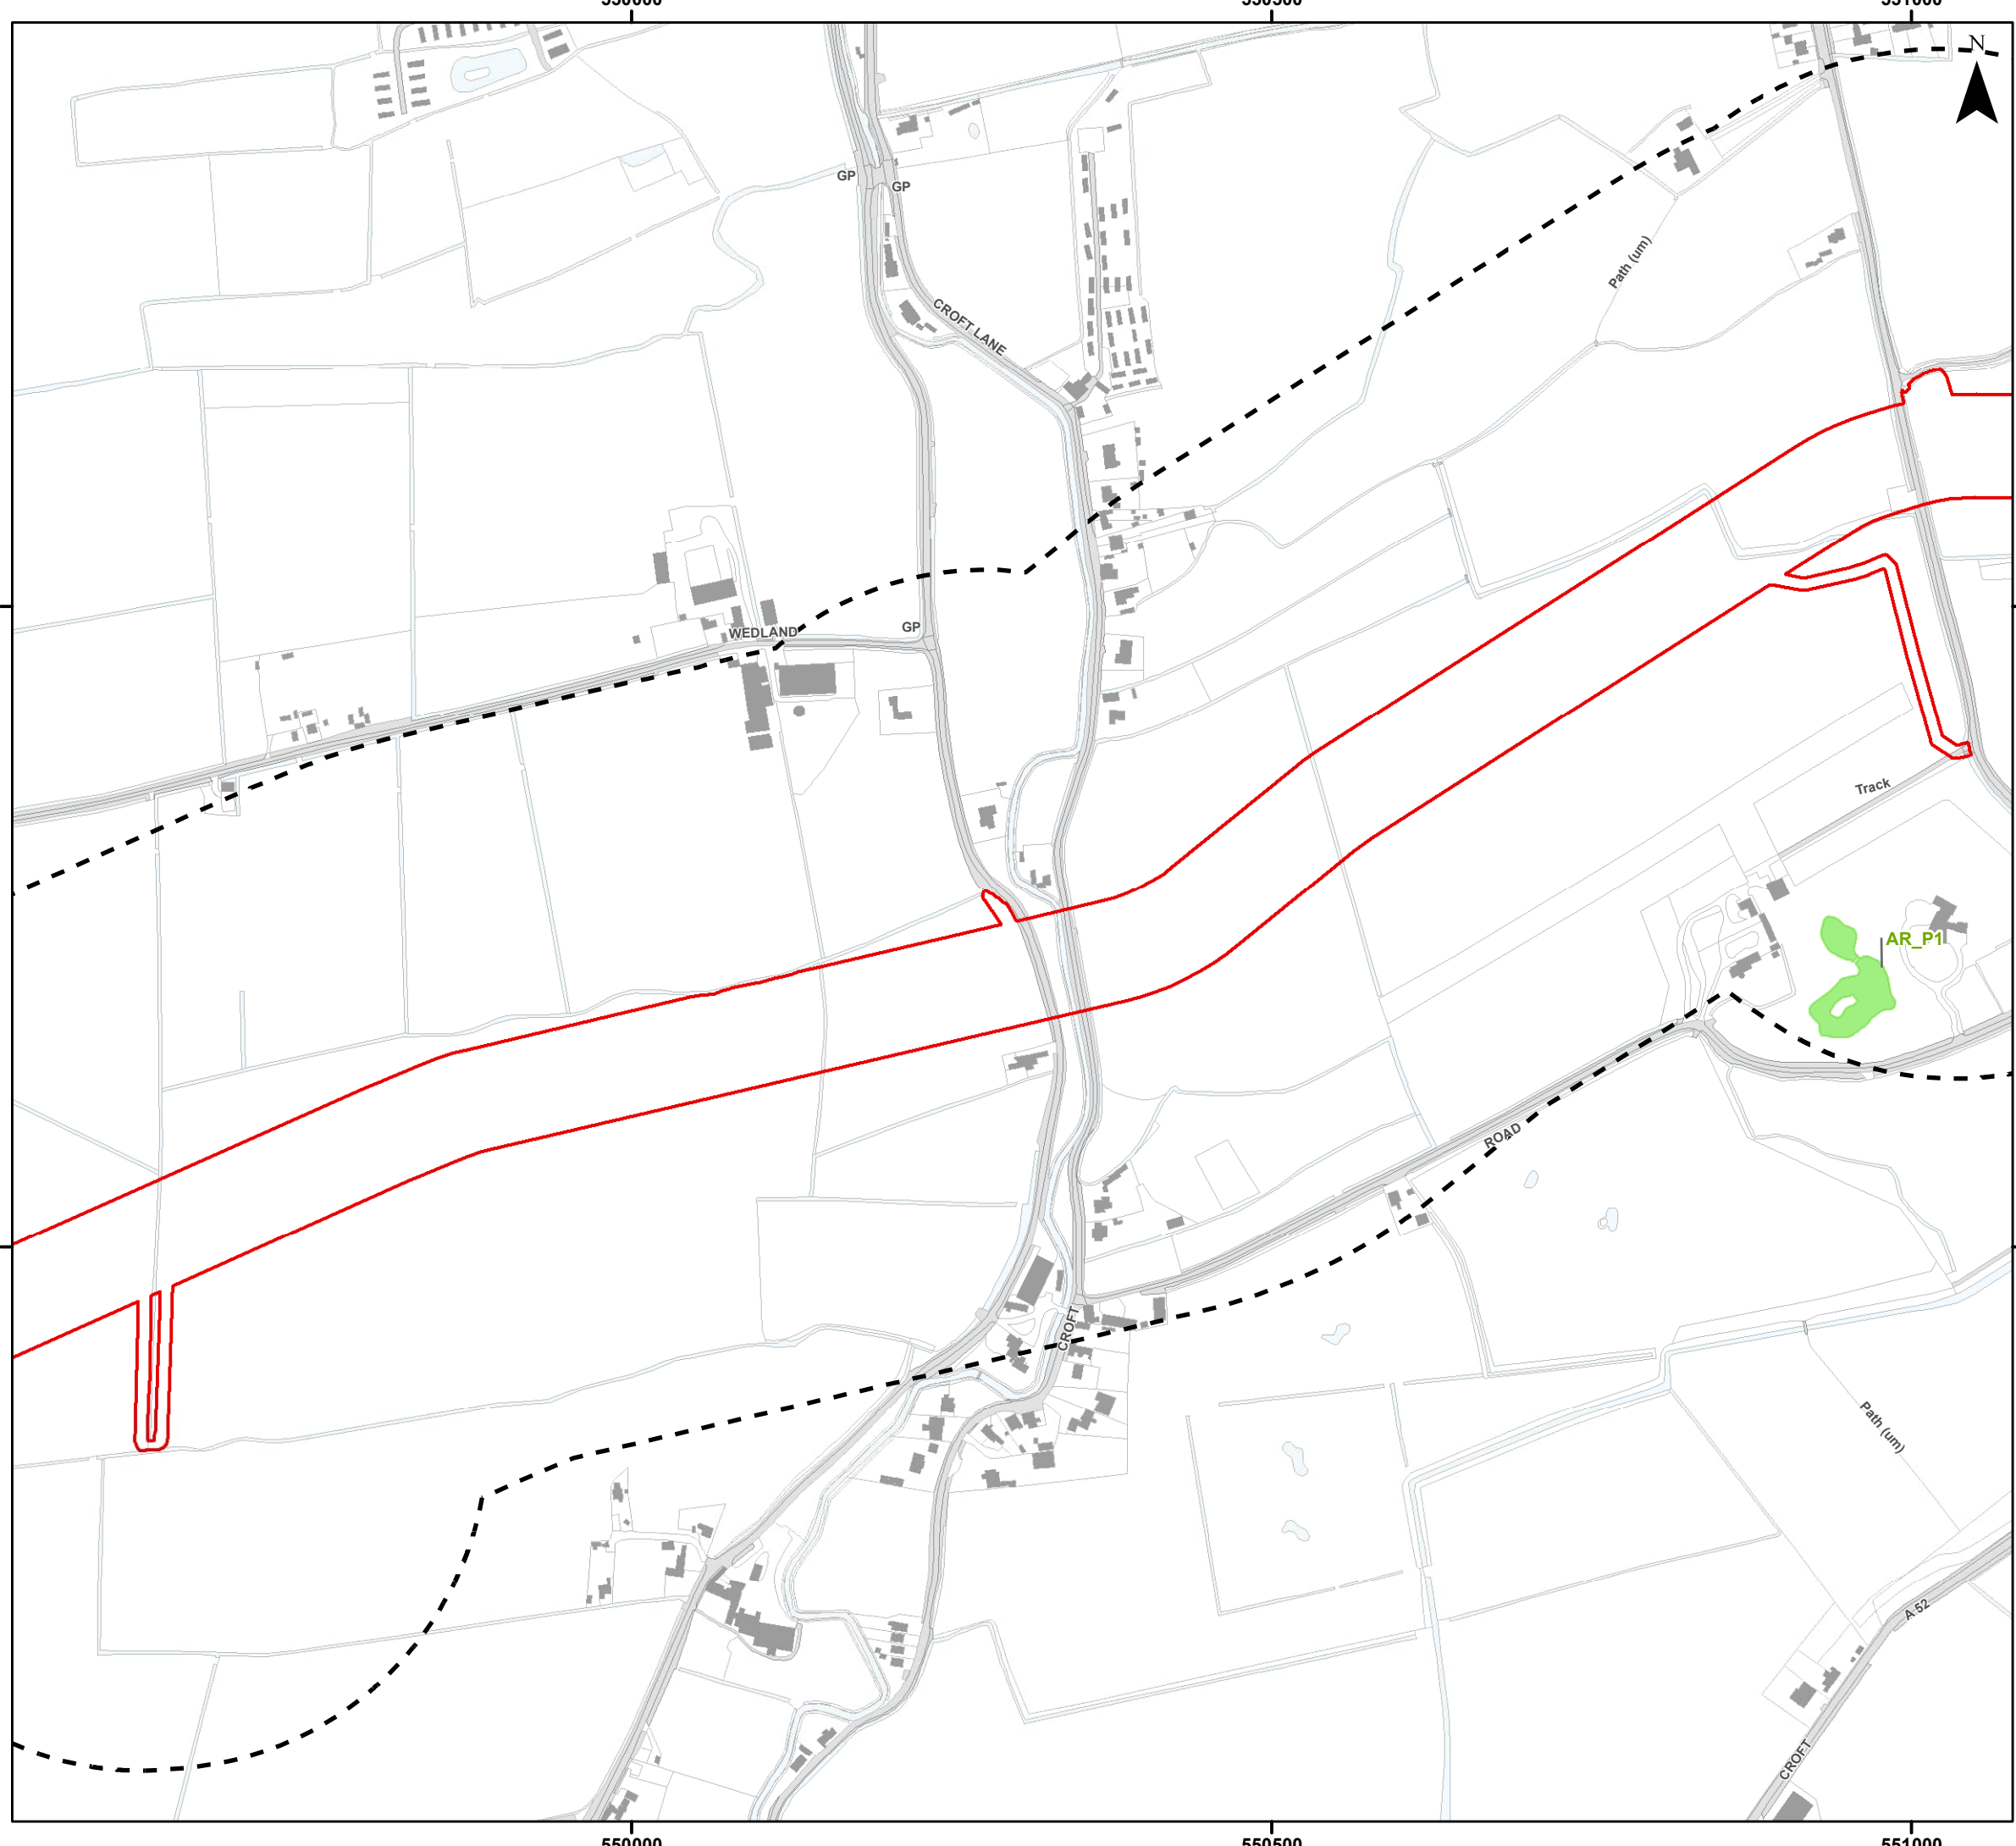 550000
550500
551000
N
GP
GP
CROFT LANE
Path (um)
GP
WEDLAND
Track
AR_P1
ROAD
CROFT
Path (um)
A 52
CROFT
550000
550500
551000